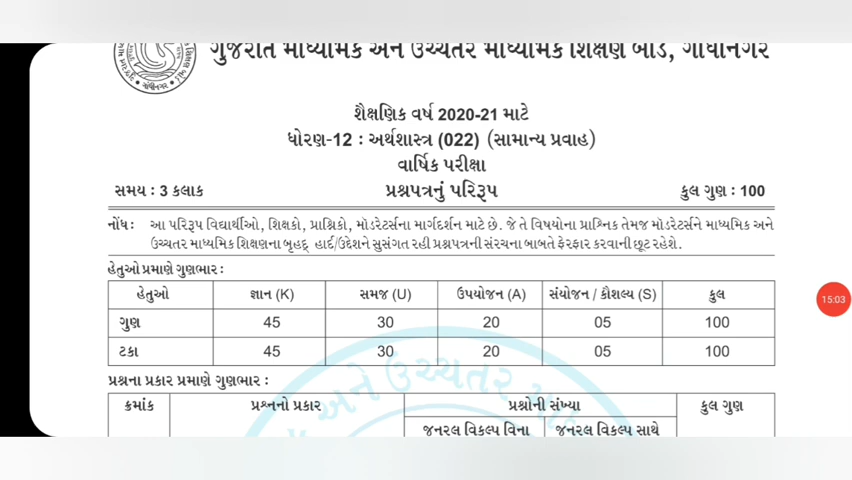 ગુજરાત માધ્યમિક અને ઉચ્ચતર માધ્યમિક શિક્ષણ બોર્ડ, ગાંધીનગર
શૈક્ષણિક વર્ષ 2020-21 માટે
ધોરણ-12 : અર્થશાસ્ત્ર (022) (સામાન્ય પ્રવાહ)
વાર્ષિક પરીક્ષા
સમય : 3 કલાક પ્રશ્નપત્રનું પરિરૂપ કુલ ગુણ : 100
નોંધ : આ પરિરૂપ વિદ્યાર્થીઓ, શિક્ષકો, પ્રાશ્નિકો, મૉડરેટર્સના માર્ગદર્શન માટે છે. જે તે વિષયોના પ્રાશ્નિક તેમજ મૉડરેટર્સને માધ્યમિક અને
ઉચ્ચતર માધ્યમિક શિક્ષણના બૃહદ્ હાર્દ/ઉદ્દેશને સુસંગત રહી પ્રશ્નપત્રની સંરચના બાબતે ફેરફાર કરવાની છૂટ રહેશે.
હેતુઓ પ્રમાણે ગુણભાર :
હેતુઓ જ્ઞાન (K) સમજ (U) ઉપયોજન (A) સંયોજન / કૌશલ્ય (S) કુલ
ગુણ 45 30 20 05 100
ટકા 45 30 20 05 100
15:03
પ્રશ્નના પ્રકાર પ્રમાણે ગુણભાર :
ક્રમાંક પ્રશ્નનો પ્રકાર પ્રશ્નોની સંખ્યા કુલ ગુણ
જનરલ વિકલ્પ વિના જનરલ વિકલ્પ સાથે